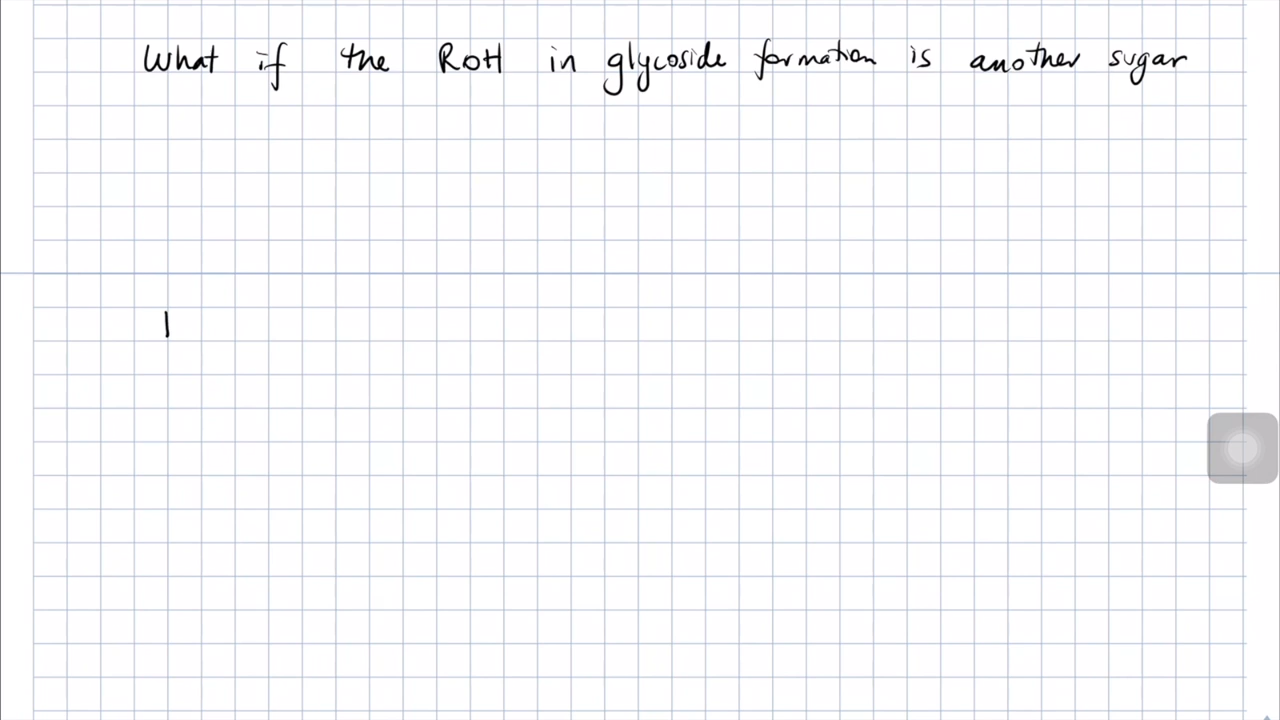 What if the ROH in glycoside formation is another sugar